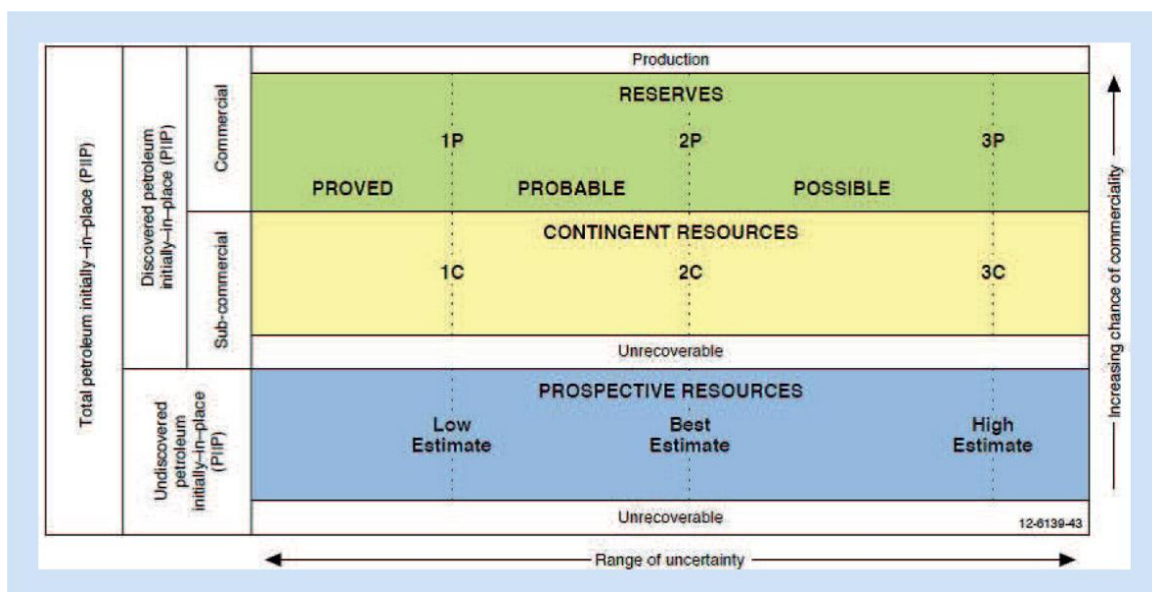 Total petroleum initially–in–place (PIIP)
Discovered petroleum
initially–in–place (PIIP)
Commercial
Production
RESERVES
1P 2P 3P
PROVED PROBABLE POSSIBLE
Sub-commercial
CONTINGENT RESOURCES
1C 2C 3C
Unrecoverable
Undiscovered
petroleum
initially–in–place
(PIIP)
PROSPECTIVE RESOURCES
Low Best High
Estimate Estimate Estimate
Unrecoverable
12-6139-43
Increasing chance of commerciality
Range of uncertainty